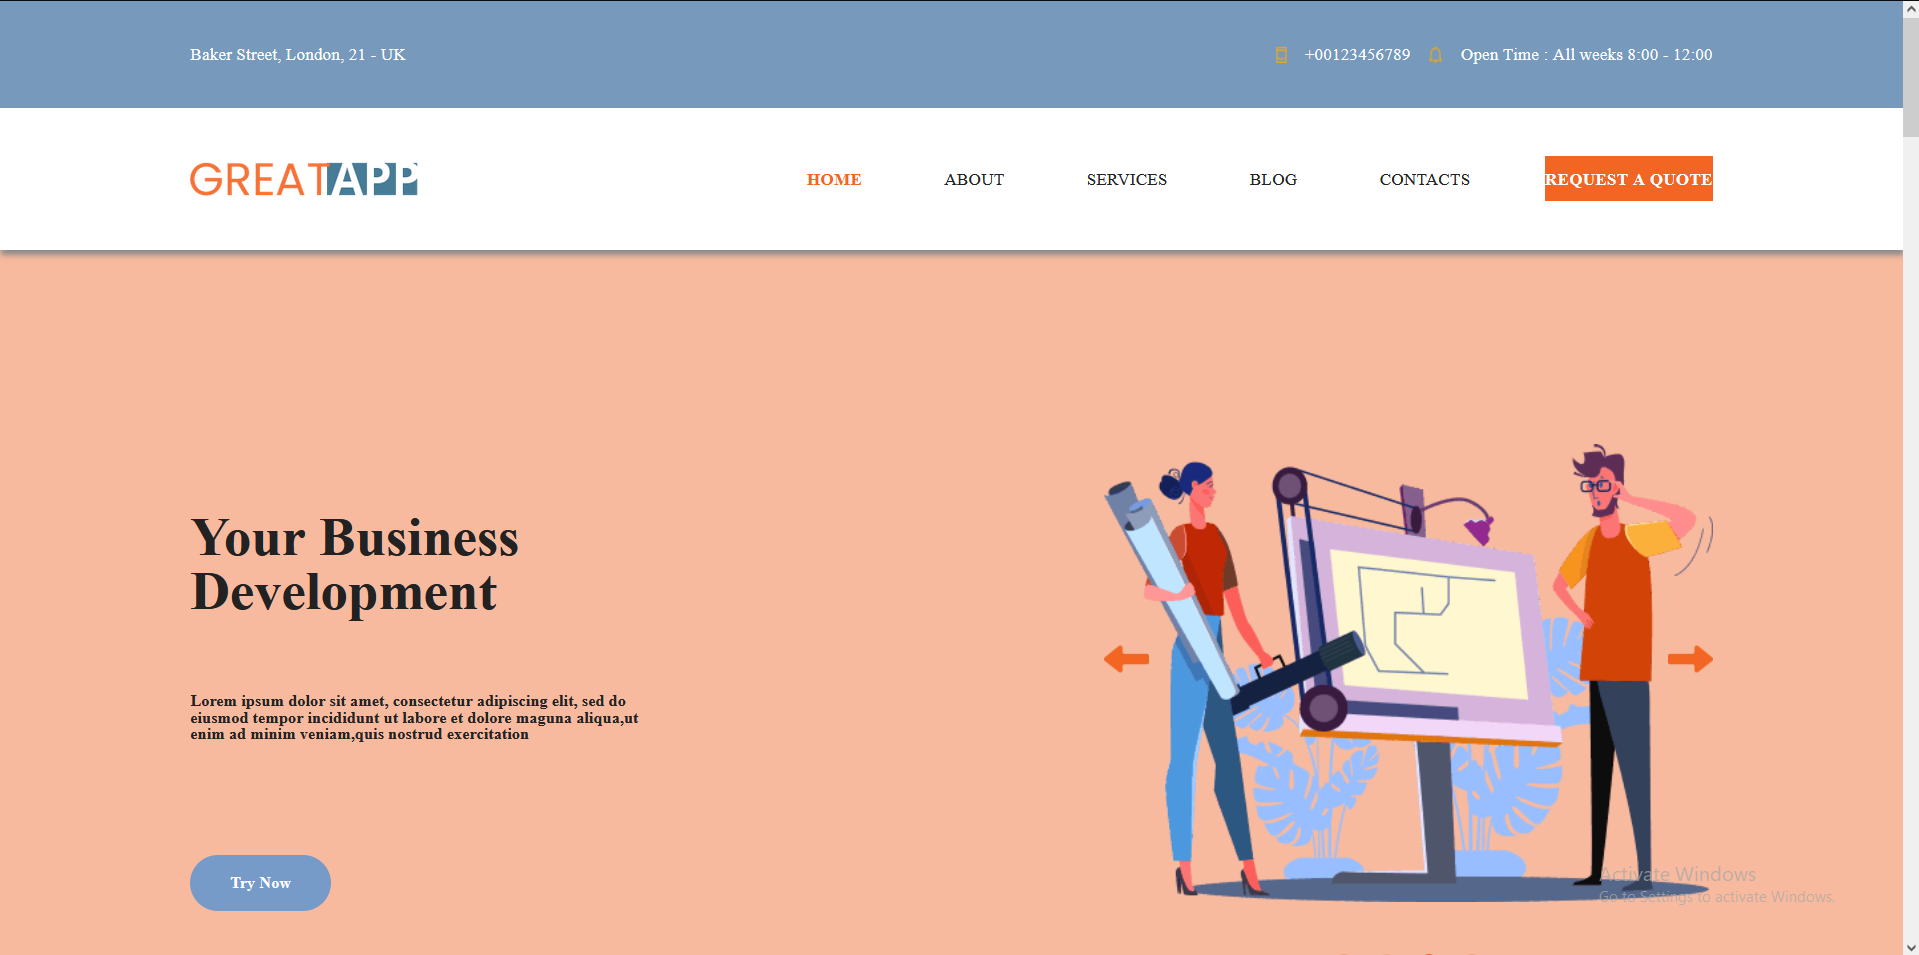 Baker Street, London, 21 - UK
+00123456789
Open Time : All weeks 8:00 - 12:00
GREATAPP
HOME
ABOUT
SERVICES
BLOG
CONTACTS
REQUEST A QUOTE
Your Business
Development
Lorem ipsum dolor sit amet, consectetur adipiscing elit, sed do
eiusmod tempor incididunt ut labore et dolore maguna aliqua,ut
enim ad minim veniam,quis nostrud exercitation
Try Now
Activate Windows
Go to Settings to activate Windows.